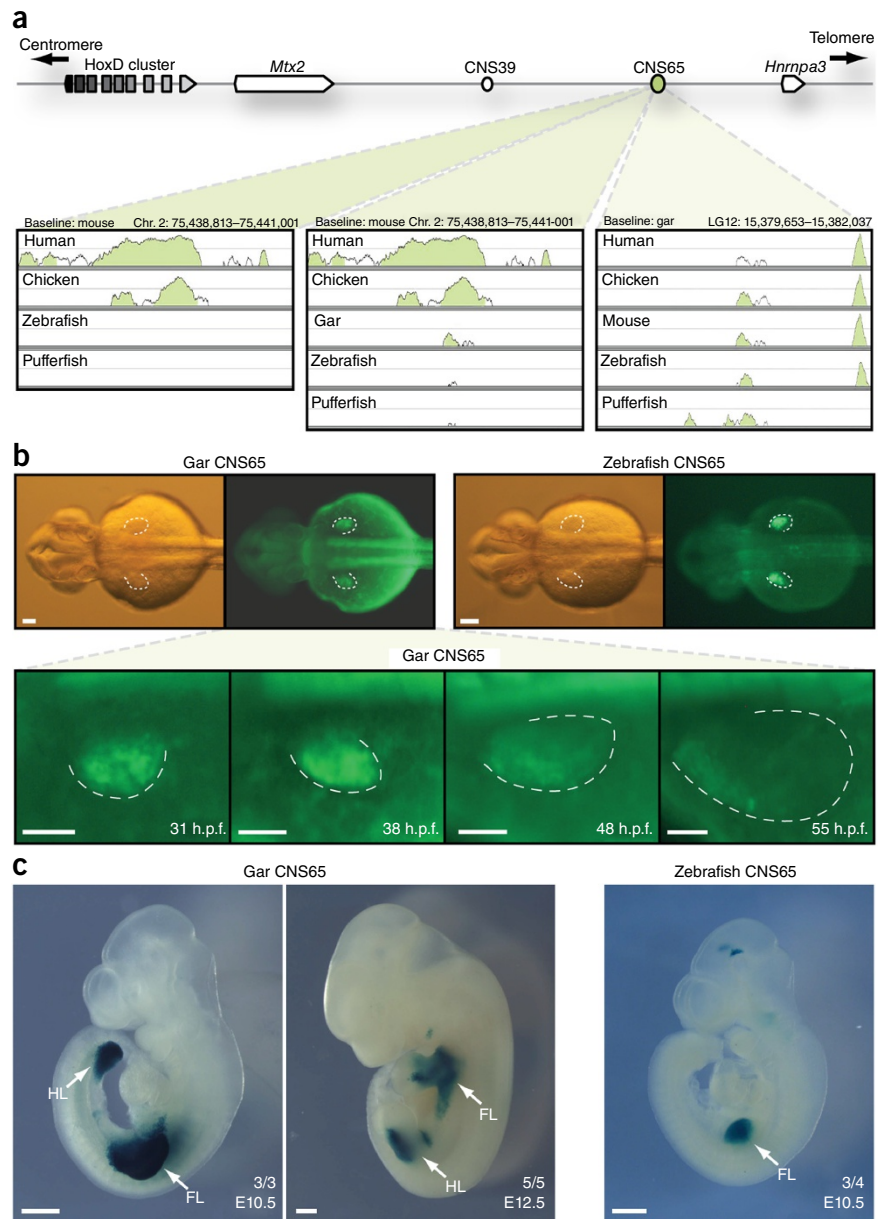 a
Centromere
HoxD cluster
Mtx2
CNS39
CNS65
Hnrnpa3
Telomere
Baseline: mouse Chr. 2: 75,438,813–75,441,001
Human
Chicken
Zebrafish
Pufferfish
Baseline: mouse Chr. 2: 75,438,813–75,441-001
Human
Chicken
Gar
Zebrafish
Pufferfish
Baseline: gar LG12: 15,379,653–15,382,037
Human
Chicken
Mouse
Zebrafish
Pufferfish
b
Gar CNS65
Zebrafish CNS65
Gar CNS65
31 h.p.f.
38 h.p.f.
48 h.p.f.
55 h.p.f.
c
Gar CNS65
Zebrafish CNS65
HL
FL
3/3
E10.5
FL
HL
5/5
E12.5
FL
3/4
E10.5